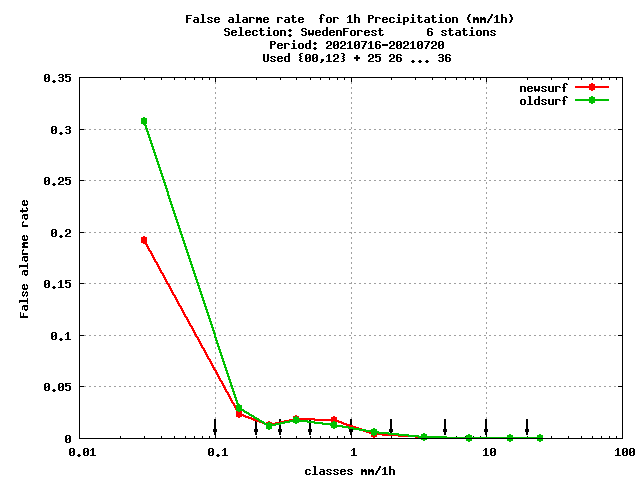 False alarme rate  for 1h Precipitation (mm/1h)
Selection: SwedenForest      6 stations
Period: 20210716-20210720
Used {00,12} + 25 26 ... 36
newsurf
oldsurf
0.35
0.3
0.25
0.2
0.15
0.1
0.05
0
False alarme rate
0.01 0.1 1 10 100
classes mm/1h